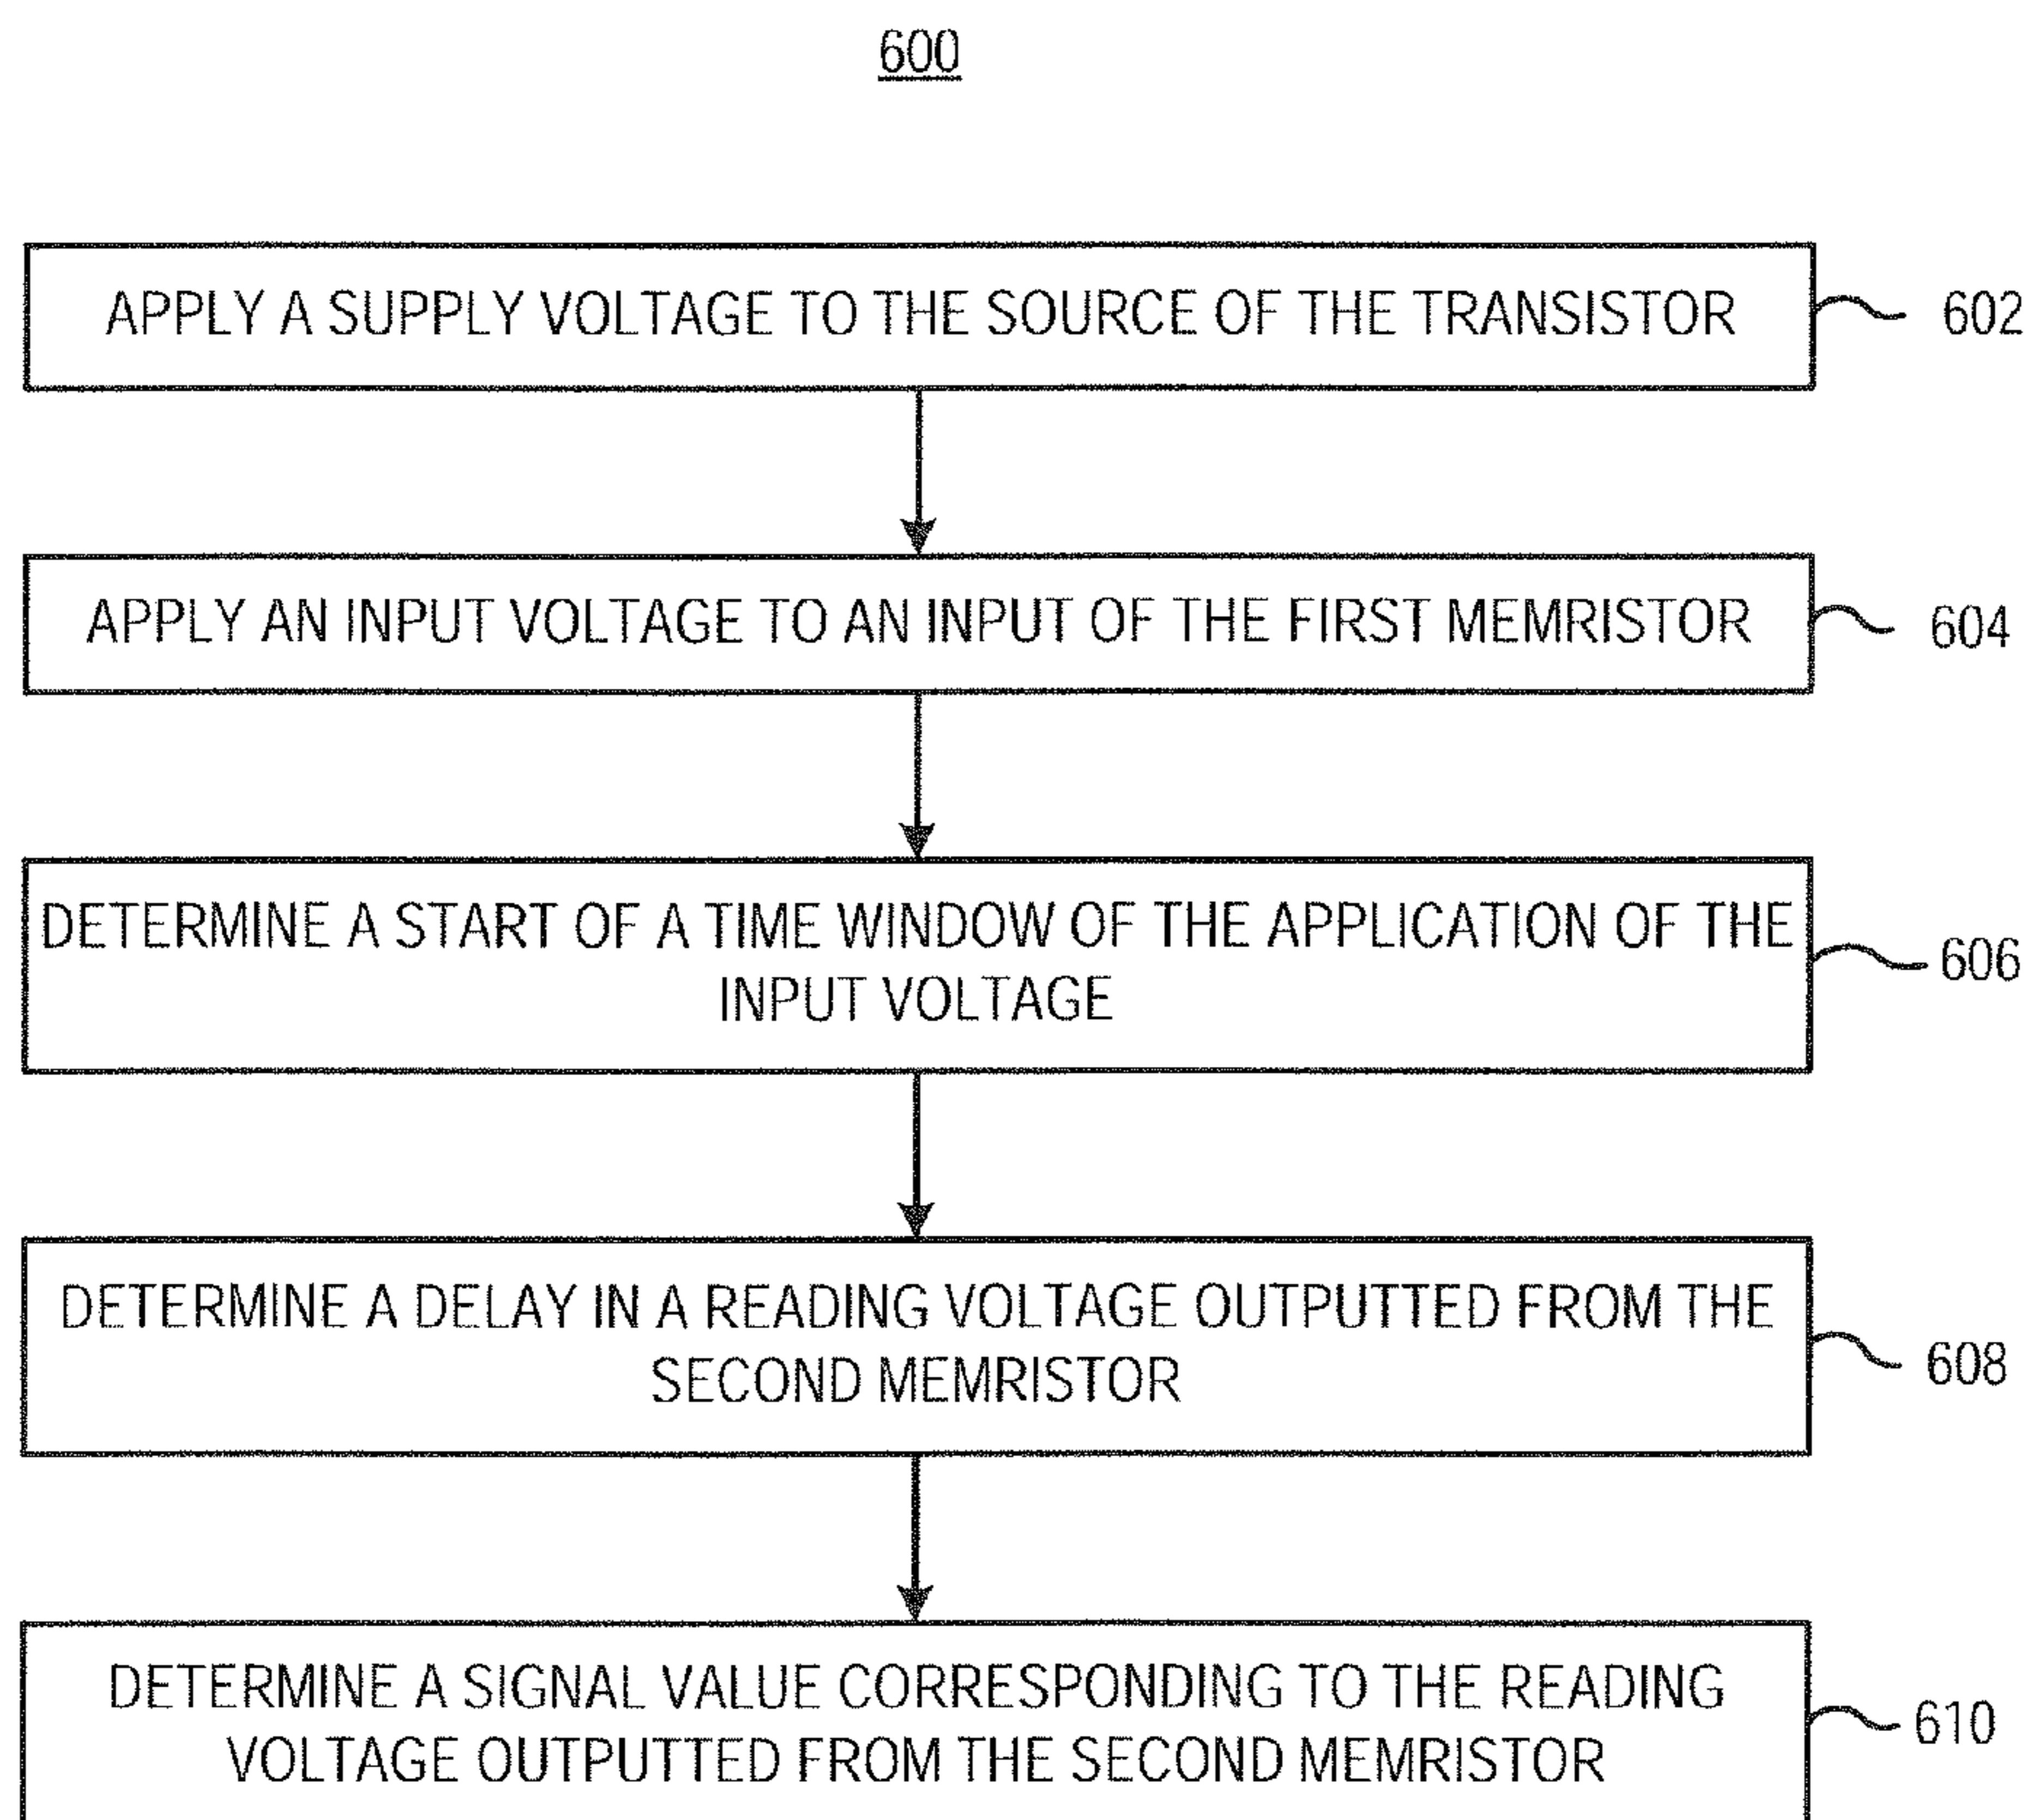 600
APPLY A SUPPLY VOLTAGE TO THE SOURCE OF THE TRANSISTOR
602
APPLY AN INPUT VOLTAGE TO AN INPUT OF THE FIRST MEMRISTOR
604
DETERMINE A START OF A TIME WINDOW OF THE APPLICATION OF THE
INPUT VOLTAGE
606
DETERMINE A DELAY IN A READING VOLTAGE OUTPUTTED FROM THE
SECOND MEMRISTOR
608
DETERMINE A SIGNAL VALUE CORRESPONDING TO THE READING
VOLTAGE OUTPUTTED FROM THE SECOND MEMRISTOR
610